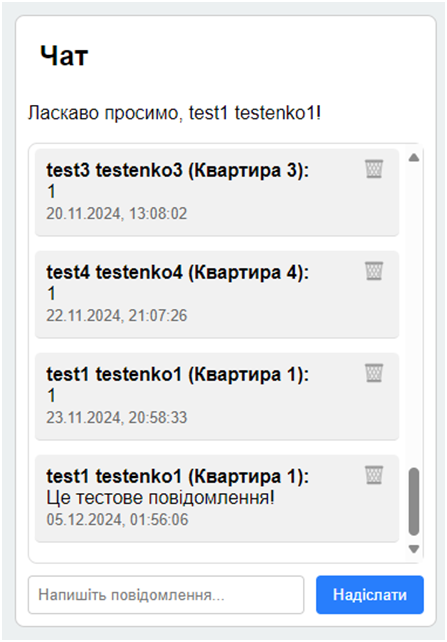 Чат
Ласкаво просимо, test1 testenko1!
test3 testenko3 (Квартира 3):
1
20.11.2024, 13:08:02
test4 testenko4 (Квартира 4):
1
22.11.2024, 21:07:26
test1 testenko1 (Квартира 1):
1
23.11.2024, 20:58:33
test1 testenko1 (Квартира 1):
Це тестове повідомлення!
05.12.2024, 01:56:06
Напишіть повідомлення...
Надіслати